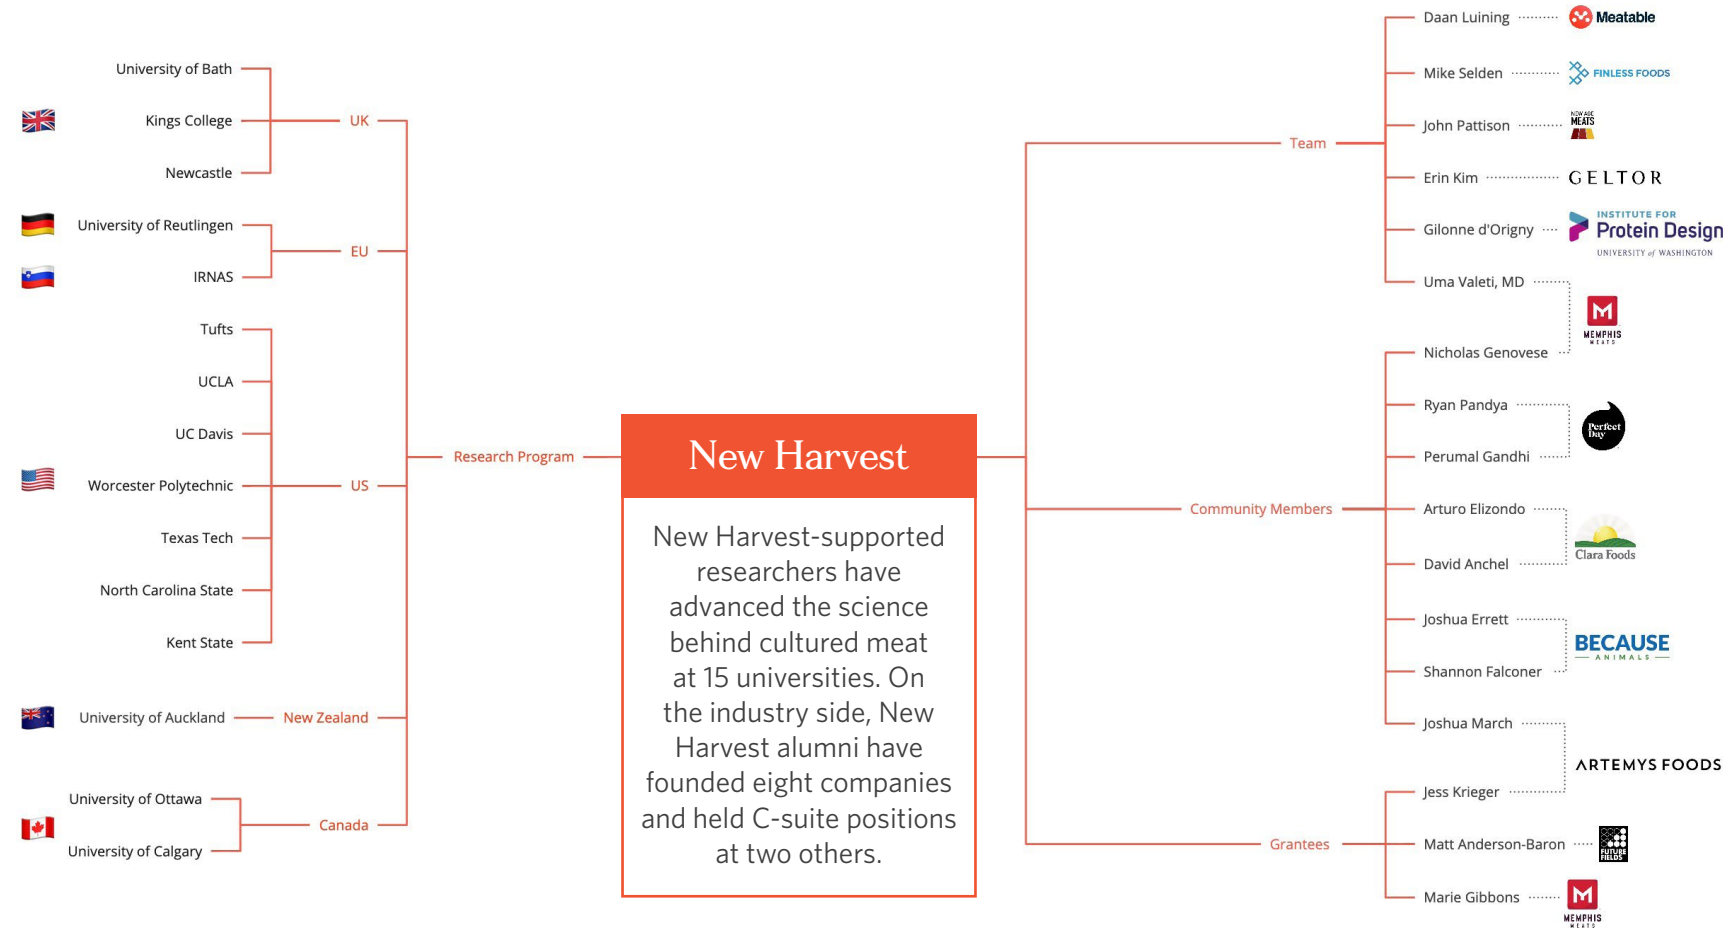 University of Bath
Kings College
Newcastle
UK
University of Reutlingen
IRNAS
EU
Tufts
UCLA
UC Davis
Worcester Polytechnic
Texas Tech
North Carolina State
Kent State
US
University of Auckland
New Zealand
University of Ottawa
University of Calgary
Canada
Research Program
New Harvest
New Harvest-supported
researchers have
advanced the science
behind cultured meat
at 15 universities. On
the industry side, New
Harvest alumni have
founded eight companies
and held C-suite positions
at two others.
Team
Daan Luining
Meatable
Mike Selden
FINLESS FOODS
John Pattison
NEW AGE
MEATS
Erin Kim
GELTOR
Gilonne d'Origny
INSTITUTE FOR
Protein Design
UNIVERSITY of WASHINGTON
Uma Valeti, MD
Community Members
Nicholas Genovese
M
MEMPHIS
MEATS
Ryan Pandya
Perumal Gandhi
Perfect
Day
Arturo Elizondo
David Anchel
Clara Foods
Joshua Errett
Shannon Falconer
BECAUSE
ANIMALS
Joshua March
Grantees
Jess Krieger
ARTEMYS FOODS
Matt Anderson-Baron
FUTURE
FIELDS
Marie Gibbons
M
MEMPHIS
MEATS